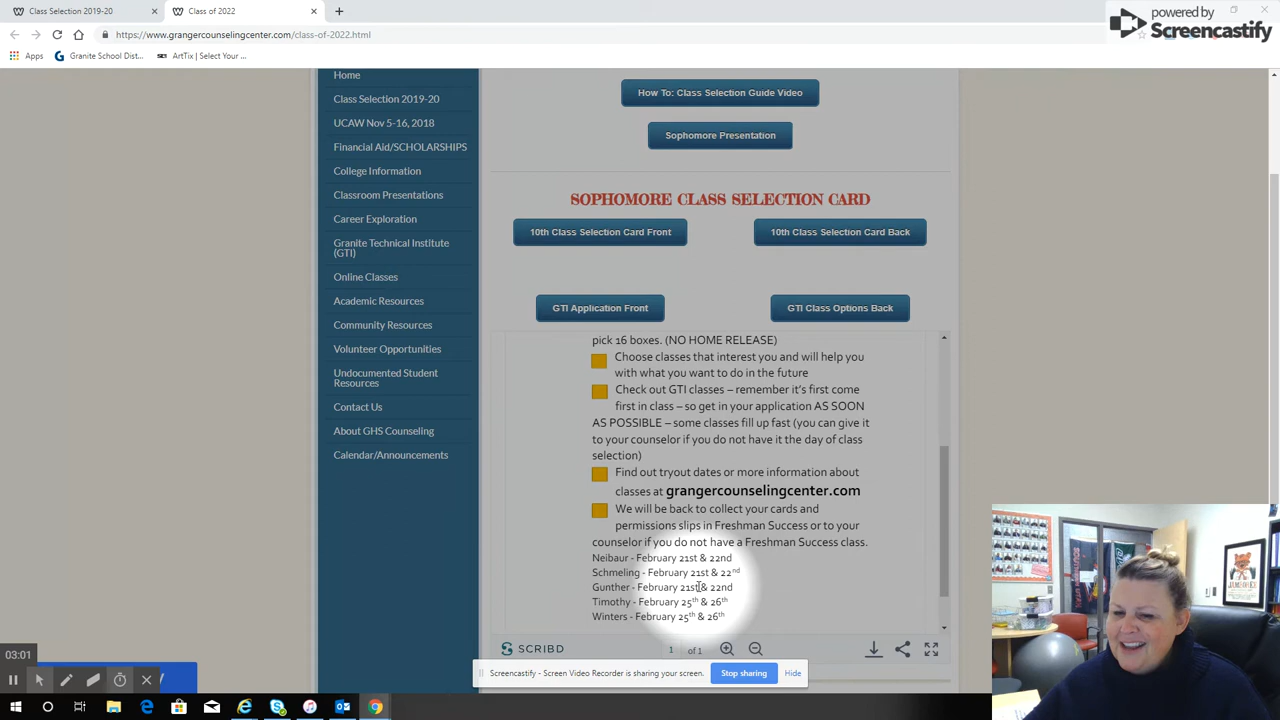 Class Selection 2019-20
Class of 2022
powered by
Screencastify
https://www.grangercounselingcenter.com/class-of-2022.html
Apps
Granite School Dist...
ArtTix | Select Your ...
Home
Class Selection 2019-20
UCAW Nov 5-16, 2018
Financial Aid/SCHOLARSHIPS
College Information
Classroom Presentations
Career Exploration
Granite Technical Institute
(GTI)
Online Classes
Academic Resources
Community Resources
Volunteer Opportunities
Undocumented Student
Resources
Contact Us
About GHS Counseling
Calendar/Announcements
How To: Class Selection Guide Video
Sophomore Presentation
SOPHOMORE CLASS SELECTION CARD
10th Class Selection Card Front
10th Class Selection Card Back
GTI Application Front
GTI Class Options Back
pick 16 boxes. (NO HOME RELEASE)
Choose classes that interest you and will help you
with what you want to do in the future
Check out GTI classes – remember it's first come
first in class – so get in your application AS SOON
AS POSSIBLE – some classes fill up fast (you can give it
to your counselor if you do not have it the day of class
selection)
Find out tryout dates or more information about
classes at grangercounselingcenter.com
We will be back to collect your cards and
permissions slips in Freshman Success or to your
counselor if you do not have a Freshman Success class.
Neibaur - February 21st & 22nd
Schmeling - February 21st & 22nd
Gunther - February 21st & 22nd
Timothy - February 25th & 26th
Winters - February 25th & 26th
SCRIBD
1 of 1
Screencastify - Screen Video Recorder is sharing your screen.
Stop sharing
Hide
03:01